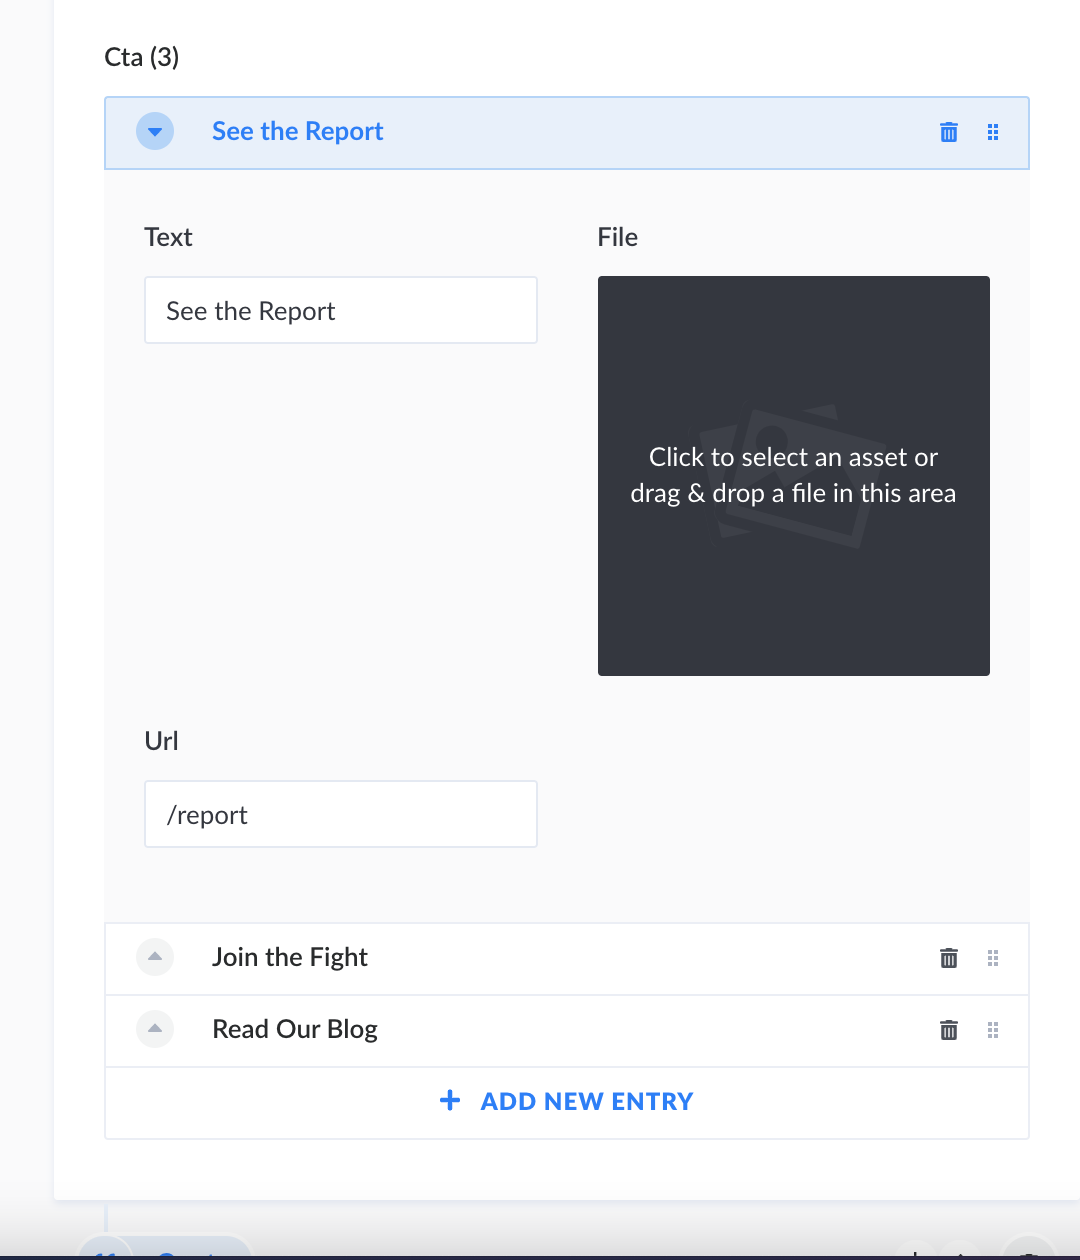 Cta (3)
See the Report
Text
File
See the Report
Click to select an asset or
drag & drop a file in this area
Url
/report
Join the Fight
Read Our Blog
+ ADD NEW ENTRY